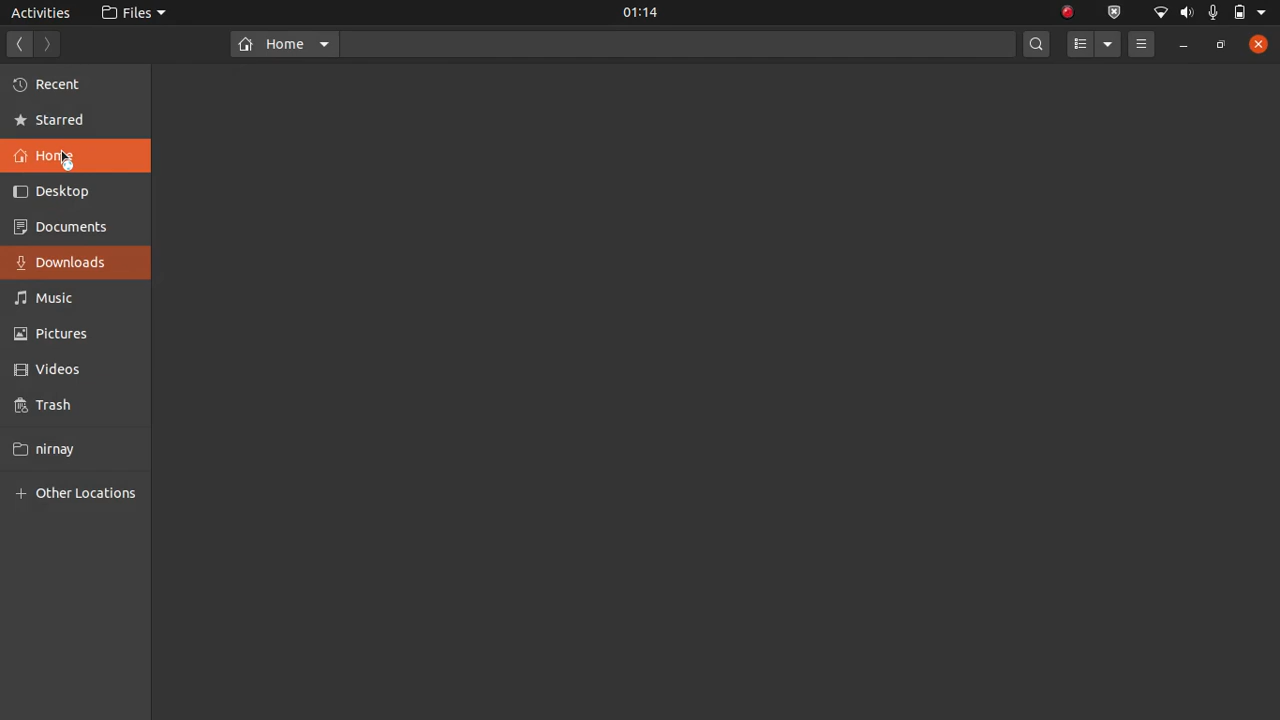 Activities Files 01:14
Home
Recent
Starred
Home
Desktop
Documents
Downloads
Music
Pictures
Videos
Trash
nirnay
Other Locations